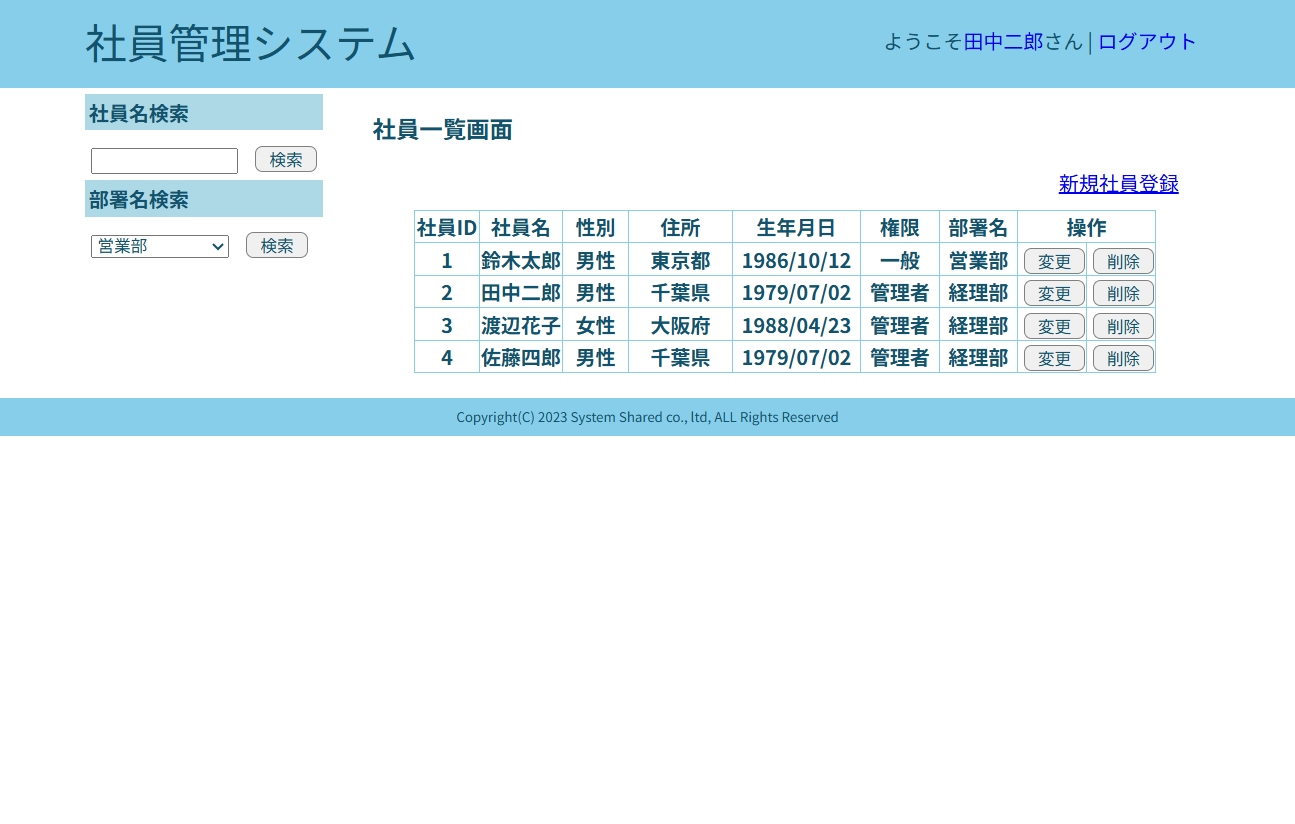 社員管理システム
ようこそ田中二郎さん│ログアウト
社員名検索
検索
部署名検索
営業部 検索
社員一覧画面
新規社員登録
社員ID 社員名 性別 住所 生年月日 権限 部署名 操作
1 鈴木太郎 男性 東京都 1986/10/12 一般 営業部 変更 削除
2 田中二郎 男性 千葉県 1979/07/02 管理者 経理部 変更 削除
3 渡辺花子 女性 大阪府 1988/04/23 管理者 経理部 変更 削除
4 佐藤四郎 男性 千葉県 1979/07/02 管理者 経理部 変更 削除
Copyright(C) 2023 System Shared co., ltd, ALL Rights Reserved